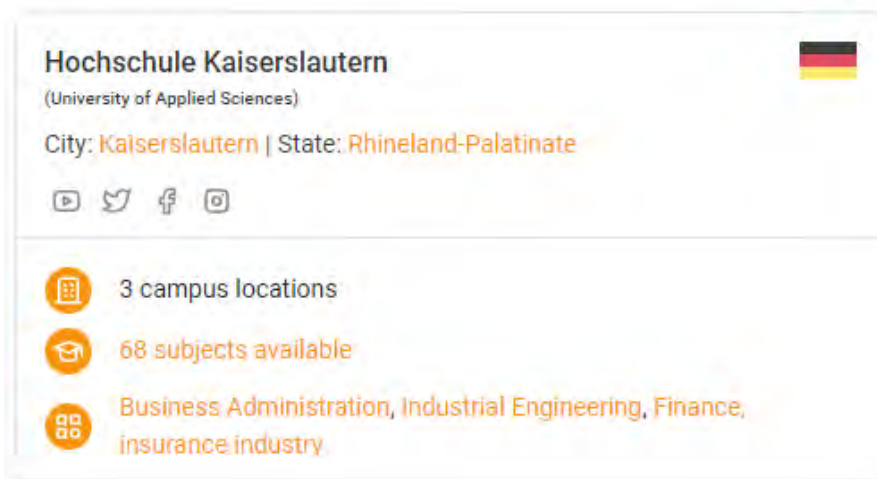 Hochschule Kaiserslautern
(University of Applied Sciences)
City: Kaiserslautern | State: Rhineland-Palatinate
3 campus locations
68 subjects available
Business Administration, Industrial Engineering, Finance,
insurance industry